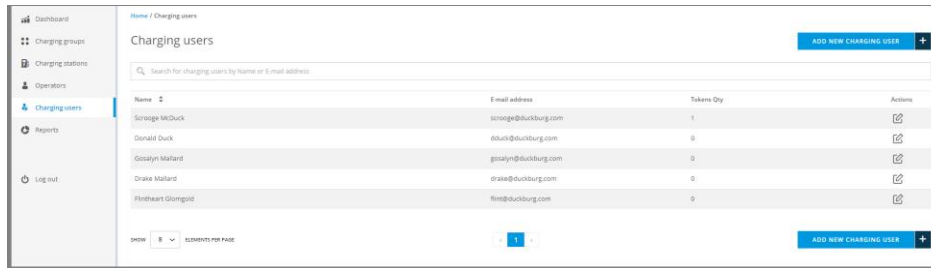 Dashboard
Charging groups
Charging stations
Operators
Charging users
Reports
Log out
Home / Charging users
Charging users
ADD NEW CHARGING USER +
Search for charging users by Name or E-mail address
Name E-mail address Tokens Qty Actions
Scrooge McDuck scrooge@duckburg.com 1
Donald Duck dduck@duckburg.com 0
Gosalyn Mallard gosalyn@duckburg.com 0
Drake Mallard drake@duckburg.com 0
Flintheart Glomgold flint@duckburg.com 0
SHOW 8 ELEMENTS PER PAGE ‹ 1 › ADD NEW CHARGING USER +